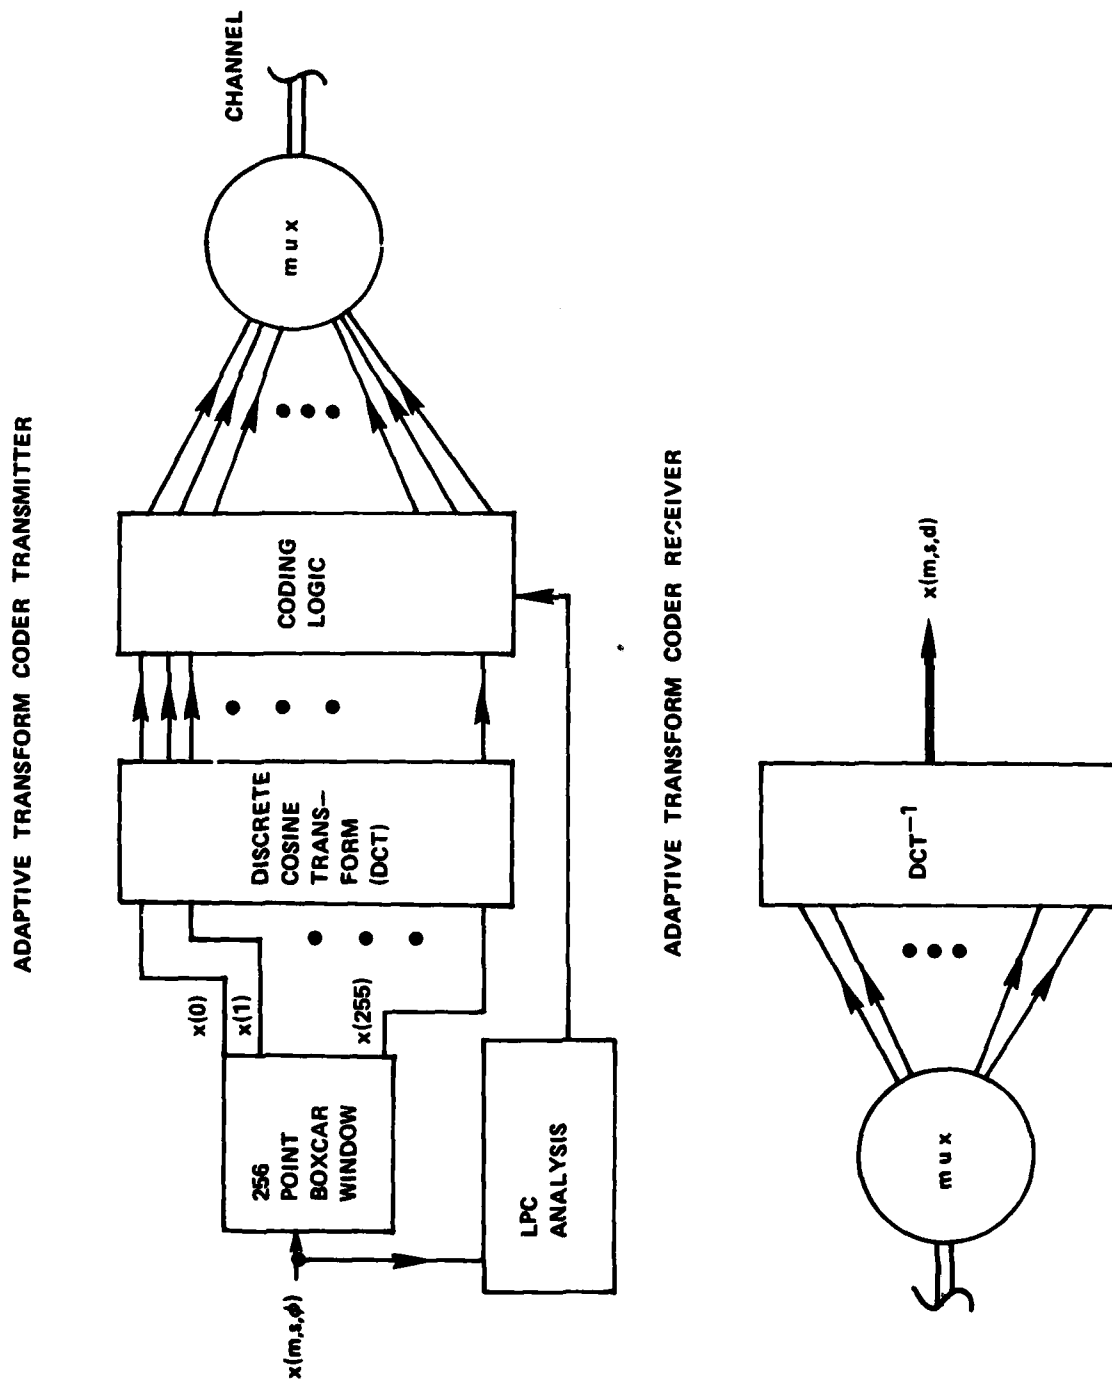 ADAPTIVE TRANSFORM CODER TRANSMITTER
x(m,s,ϕ)
256
POINT
BOXCAR
WINDOW
x(0)
x(1)
x(255)
LPC
ANALYSIS
DISCRETE
COSINE
TRANS—
FORM
(DCT)
CODING
LOGIC
mux
CHANNEL
ADAPTIVE TRANSFORM CODER RECEIVER
mux
DCT⁻¹
x(m,s,d)